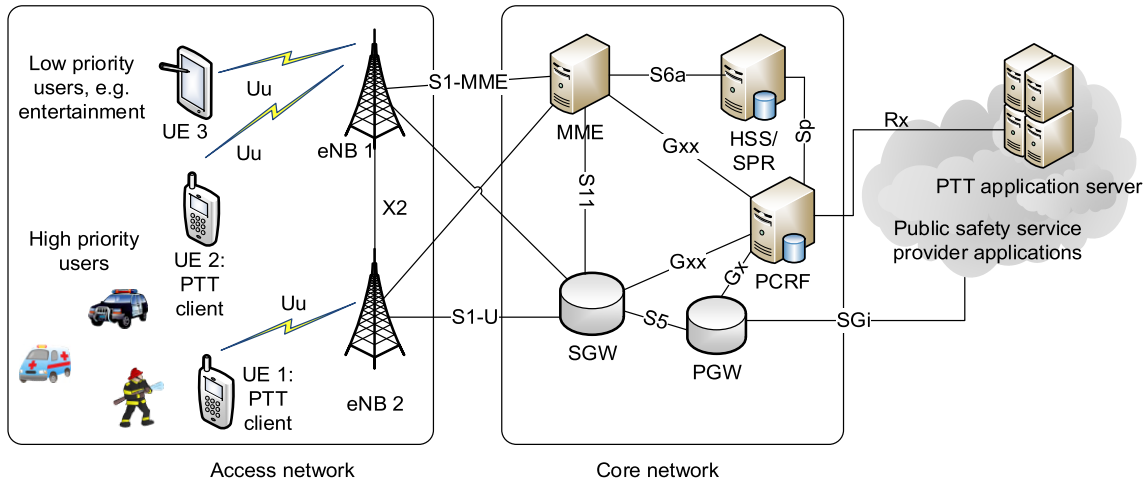 Low priority
users, e.g.
entertainment
UE 3
Uu
Uu
eNB 1
S1-MME
MME
S6a
HSS/
SPR
Sp
Rx
PTT application server
Public safety service
provider applications
Gxx
S11
X2
High priority
users
UE 2:
PTT
client
Uu
UE 1:
PTT
client
eNB 2
S1-U
SGW
Gxx
Gx
PCRF
S5
PGW
SGi
Access network
Core network